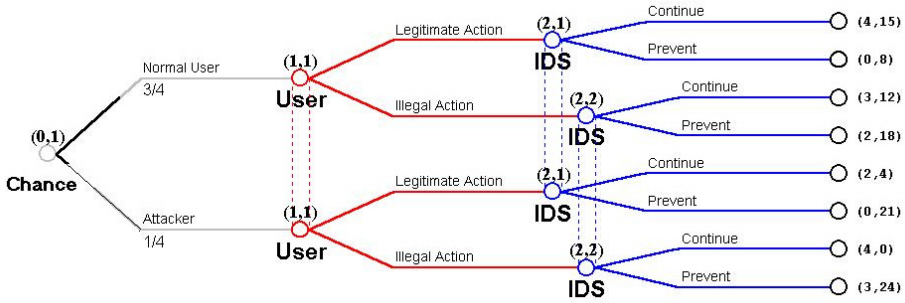 Continue
(4,15)
Legitimate Action
(2,1)
IDS
Prevent
(0,8)
Normal User
3/4
(1,1)
User
Continue
(3,12)
Illegal Action
(2,2)
IDS
Prevent
(2,18)
(0,1)
Chance
Continue
(2,4)
Legitimate Action
(2,1)
IDS
Prevent
(0,21)
Attacker
1/4
(1,1)
User
Continue
(4,0)
Illegal Action
(2,2)
IDS
Prevent
(3,24)